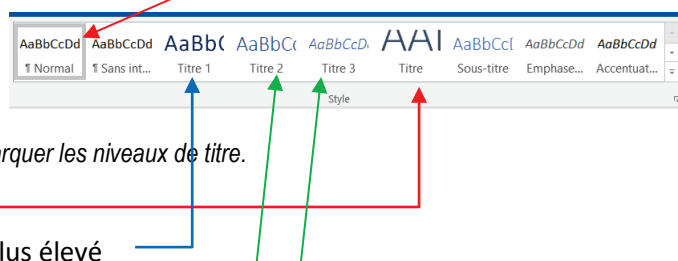 AaBbCcDd AaBbCcDd AaBb( AaBbC( AaBbCcD AAI AaBbCcI AaBbCcDd AaBbCcDd
¶ Normal ¶ Sans int... Titre 1 Titre 2 Titre 3 Titre Sous-titre Emphase... Accentuat...
Style
rquer les niveaux de titre.
lus élevé